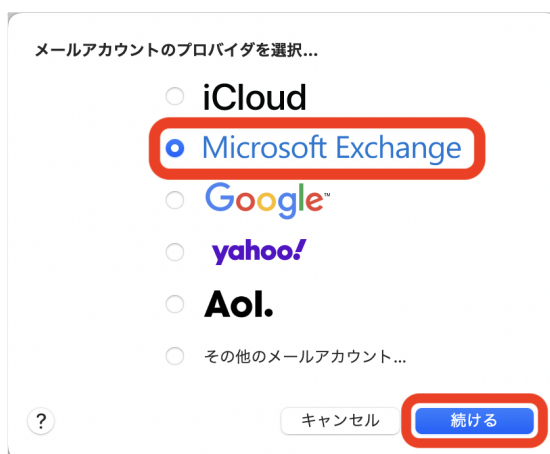 メールアカウントのプロバイダを選択...
iCloud
Microsoft Exchange
Google™
yahoo!
Aol.
その他のメールアカウント...
?
キャンセル
続ける